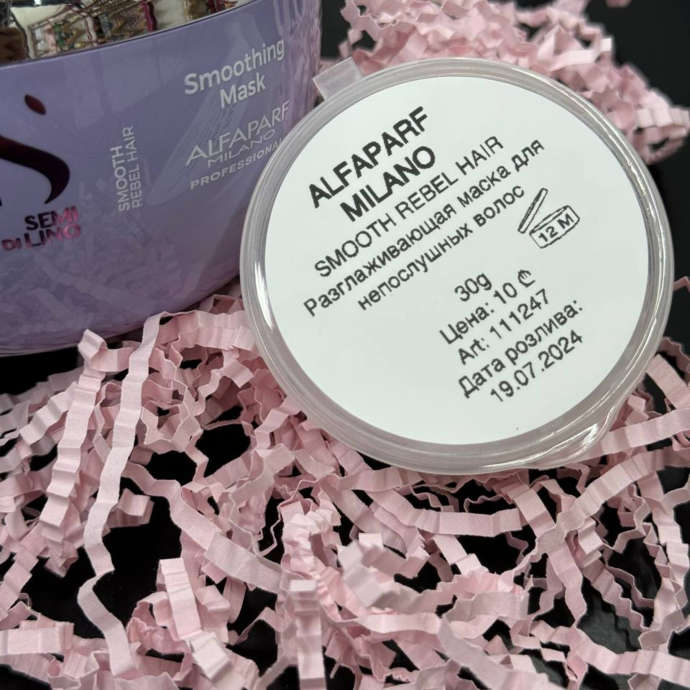 Smoothing
Mask
ALFAPARF
MILANO
PROFESSIONAL
SMOOTH
REBEL HAIR
SEMI
DI LINO
ALFAPARF
MILANO
SMOOTH REBEL HAIR
Разглаживающая маска для
непослушных волос
12 M
30g
Цена: 10 ₾
Art: 111247
Дата розлива:
19.07.2024